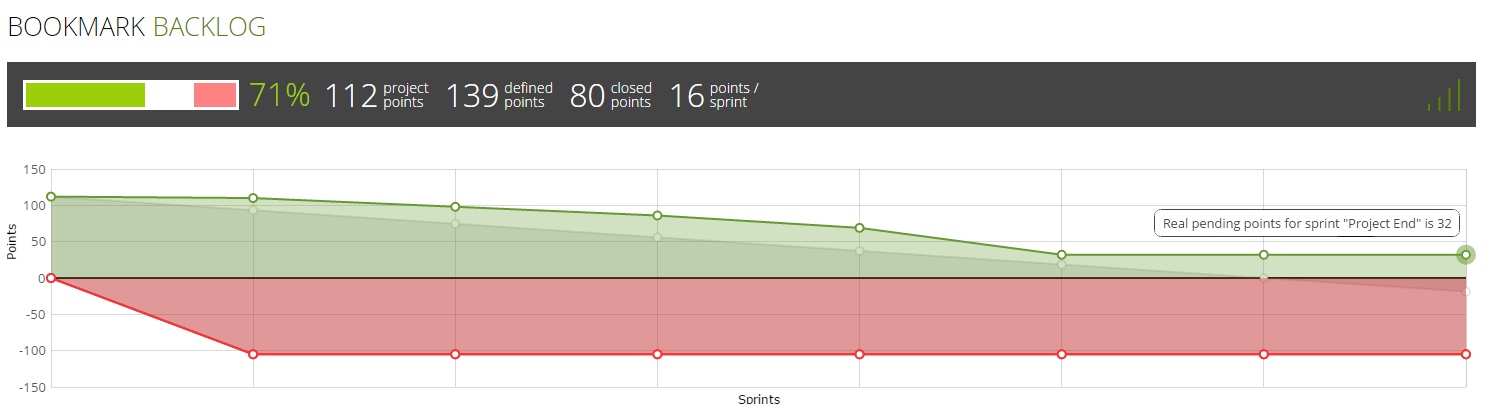 BOOKMARK BACKLOG
71% 112 project points 139 defined points 80 closed points 16 points / sprint
150
100
50
0
-50
-100
-150
Points
Real pending points for sprint "Project End" is 32
Sprints